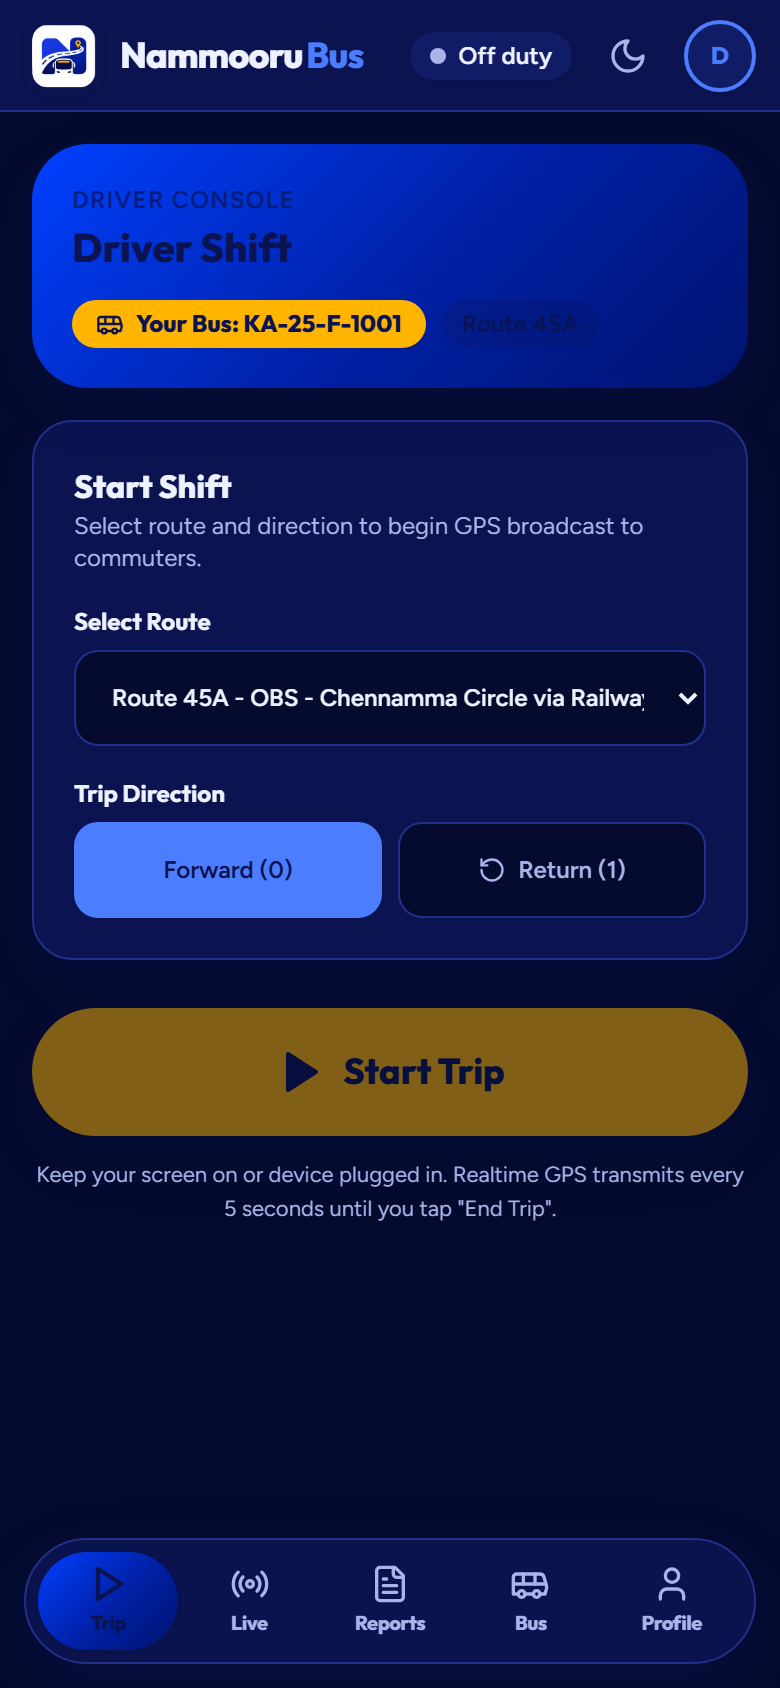 Nammooru Bus
Off duty
D
DRIVER CONSOLE
Driver Shift
Your Bus: KA-25-F-1001
Route 45A
Start Shift
Select route and direction to begin GPS broadcast to
commuters.
Select Route
Route 45A - OBS - Chennamma Circle via Railway
Trip Direction
Forward (0)
Return (1)
Start Trip
Keep your screen on or device plugged in. Realtime GPS transmits every
5 seconds until you tap "End Trip".
Trip
Live
Reports
Bus
Profile